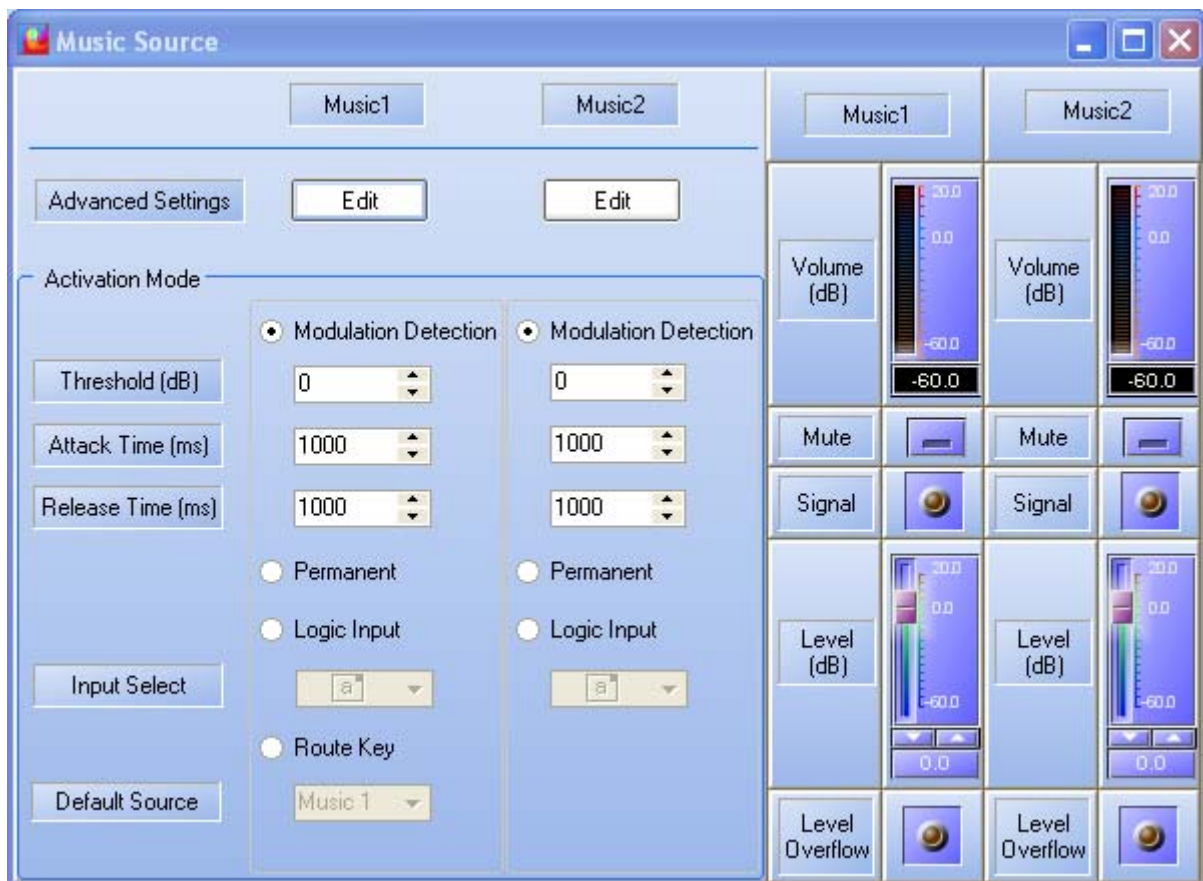 Music Source
Music1 Music2
Advanced Settings Edit Edit
Activation Mode
Modulation Detection Modulation Detection
Threshold (dB) 0 0
Attack Time (ms) 1000 1000
Release Time (ms) 1000 1000
Permanent Permanent
Logic Input Logic Input
Input Select a a
Route Key
Default Source Music 1
Music1 Music2
Volume (dB) 20.0 0.0 -60.0 -60.0 Volume (dB) 20.0 0.0 -60.0 -60.0
Mute Mute
Signal Signal
Level (dB) 20.0 0.0 -60.0 0.0 Level (dB) 20.0 0.0 -60.0 0.0
Level Overflow Level Overflow